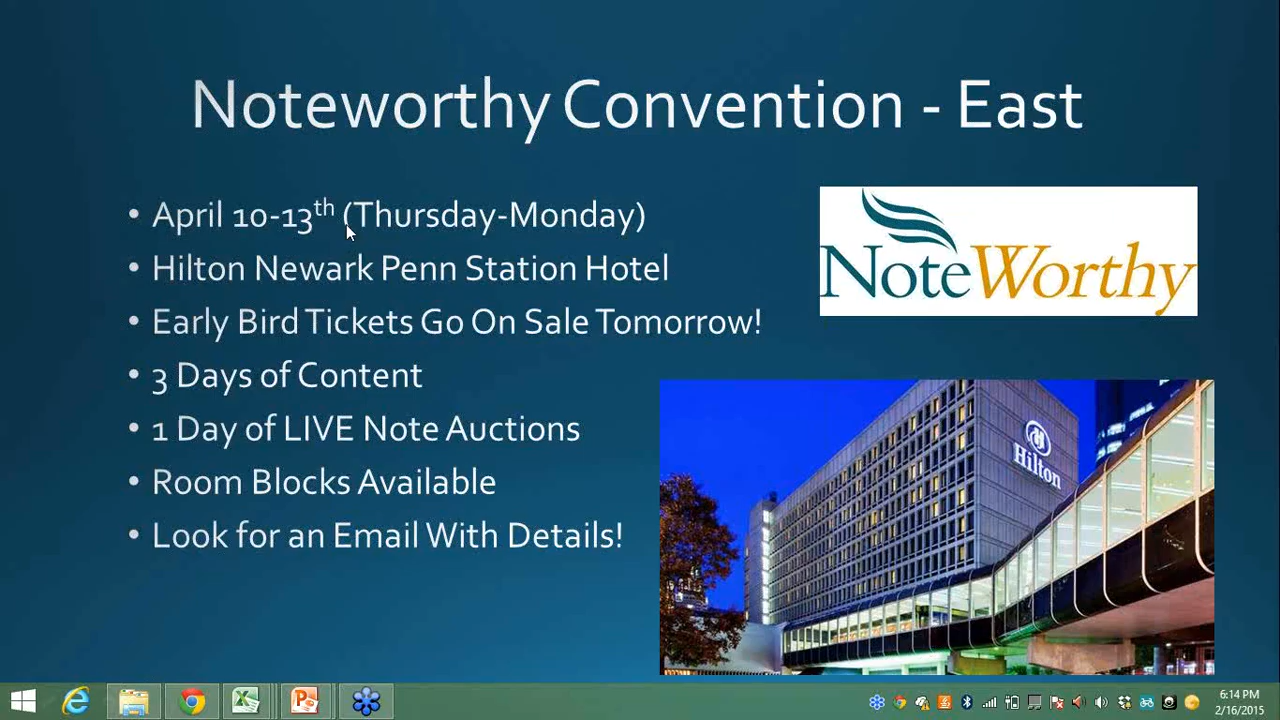 Noteworthy Convention - East
• April 10-13th (Thursday-Monday)
• Hilton Newark Penn Station Hotel
• Early Bird Tickets Go On Sale Tomorrow!
• 3 Days of Content
• 1 Day of LIVE Note Auctions
• Room Blocks Available
• Look for an Email With Details!
NoteWorthy
Hilton
6:14 PM
2/16/2015